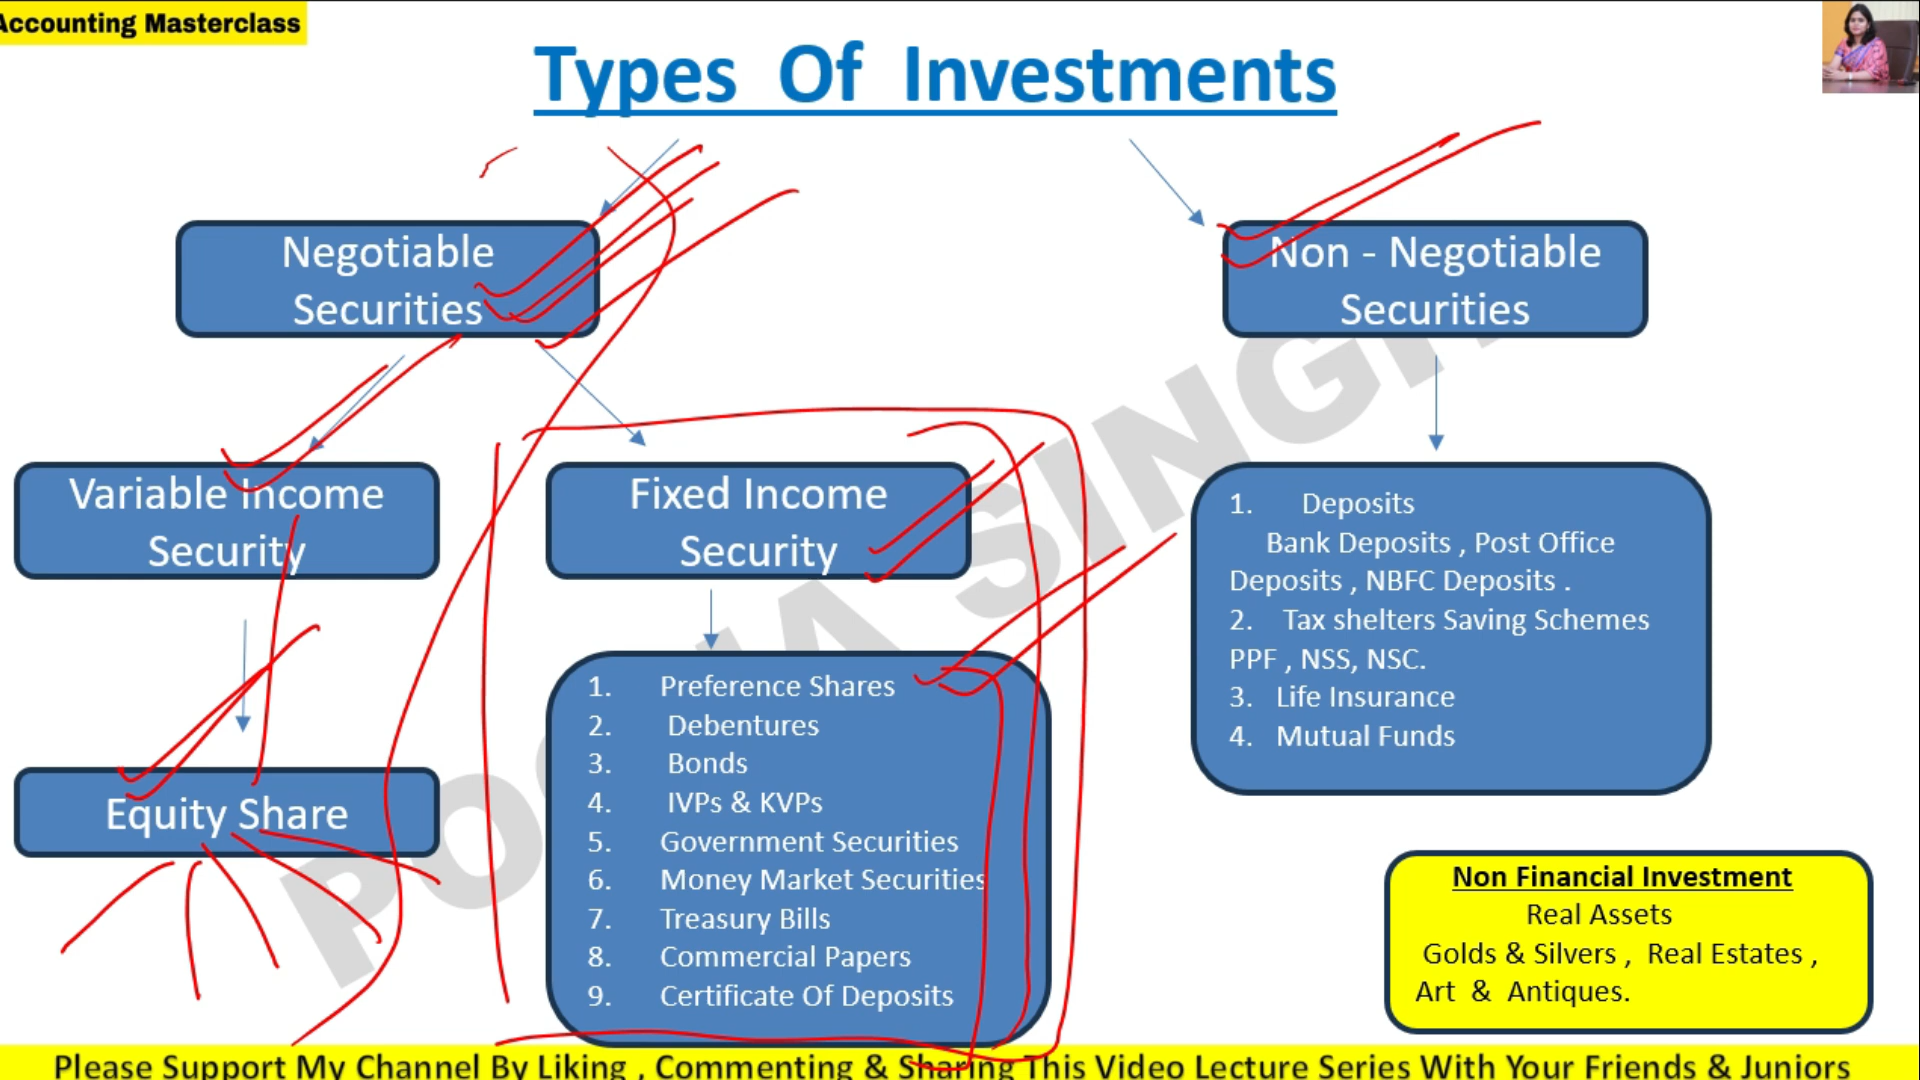 Accounting Masterclass
Types Of Investments
Negotiable
Securities
Non - Negotiable
Securities
Variable Income
Security
Fixed Income
Security
Equity Share
1. Preference Shares
2. Debentures
3. Bonds
4. IVPs & KVPs
5. Government Securities
6. Money Market Securities
7. Treasury Bills
8. Commercial Papers
9. Certificate Of Deposits
1. Deposits
Bank Deposits , Post Office
Deposits , NBFC Deposits .
2. Tax shelters Saving Schemes
PPF , NSS, NSC.
3. Life Insurance
4. Mutual Funds
Non Financial Investment
Real Assets
Golds & Silvers , Real Estates ,
Art & Antiques.
Please Support My Channel By Liking , Commenting & Sharing This Video Lecture Series With Your Friends & Juniors